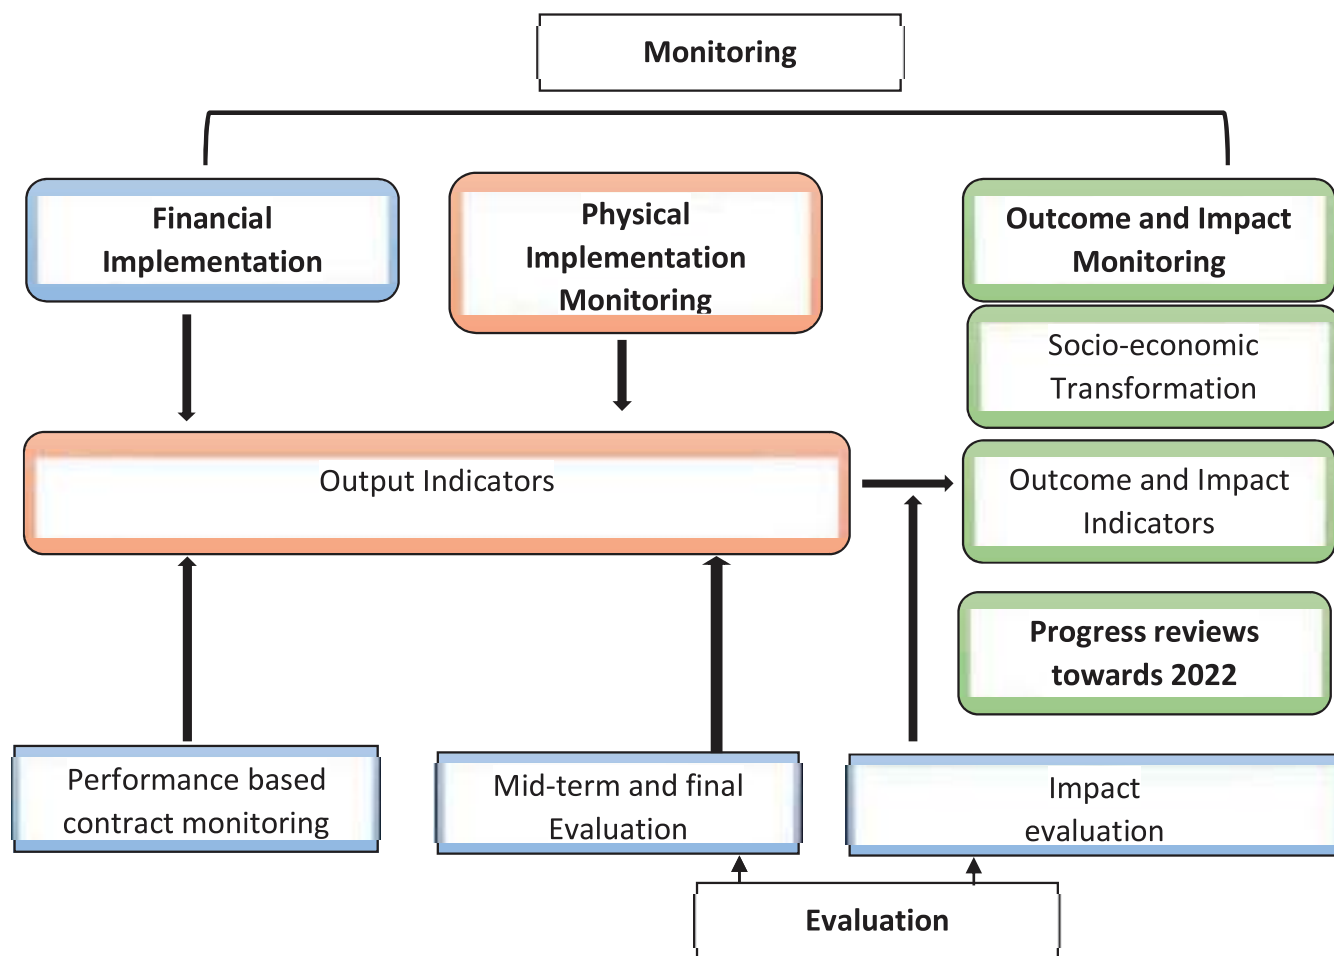 Monitoring
Financial
Implementation
Physical
Implementation
Monitoring
Outcome and Impact
Monitoring
Socio-economic
Transformation
Output Indicators
Outcome and Impact
Indicators
Progress reviews
towards 2022
Performance based
contract monitoring
Mid-term and final
Evaluation
Impact
evaluation
Evaluation